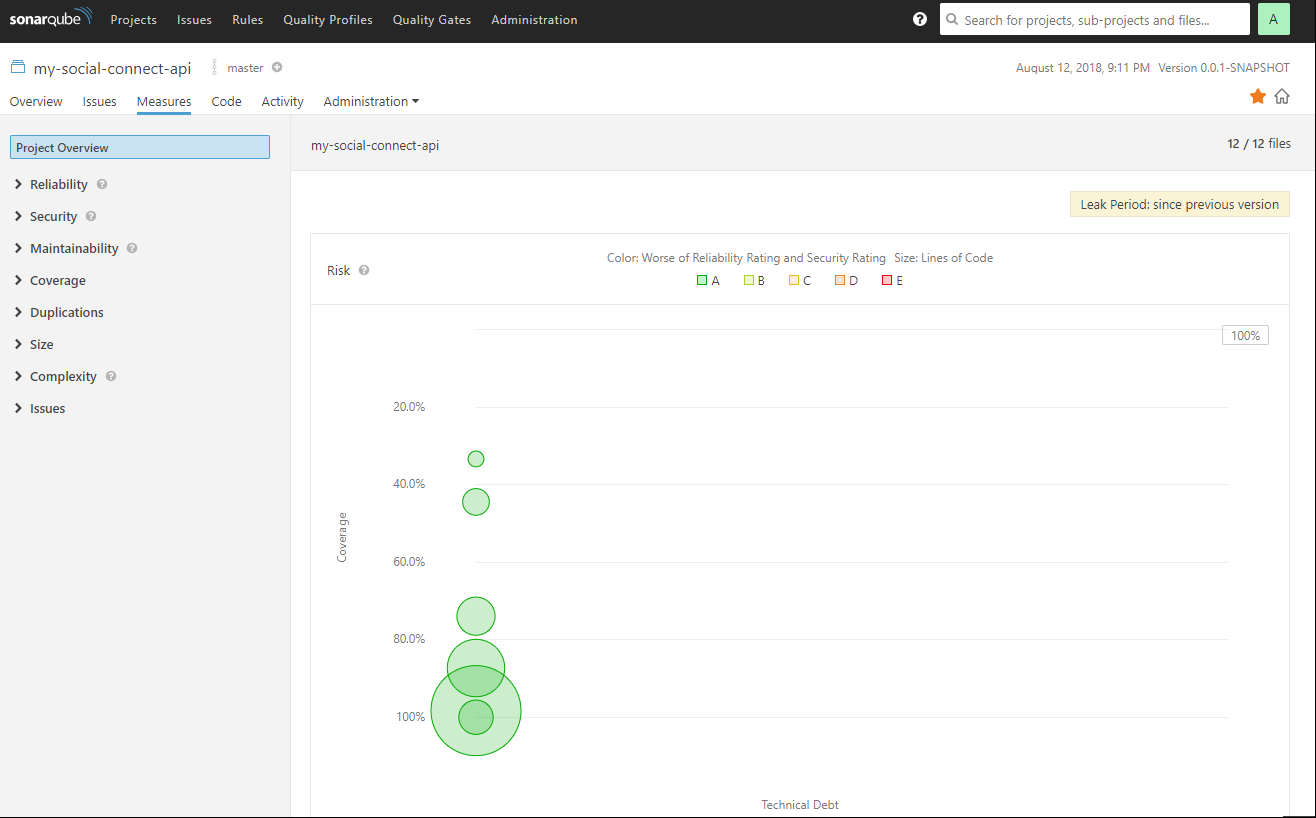 sonarqube Projects Issues Rules Quality Profiles Quality Gates Administration ? Search for projects, sub-projects and files... A
my-social-connect-api master August 12, 2018, 9:11 PM Version 0.0.1-SNAPSHOT
Overview Issues Measures Code Activity Administration
Project Overview
my-social-connect-api 12 / 12 files
Reliability ?
Security ?
Maintainability ?
Coverage
Duplications
Size
Complexity ?
Issues
Leak Period: since previous version
Risk ?
Color: Worse of Reliability Rating and Security Rating Size: Lines of Code
A B C D E
100%
20.0%
40.0%
60.0%
80.0%
100%
Coverage
Technical Debt